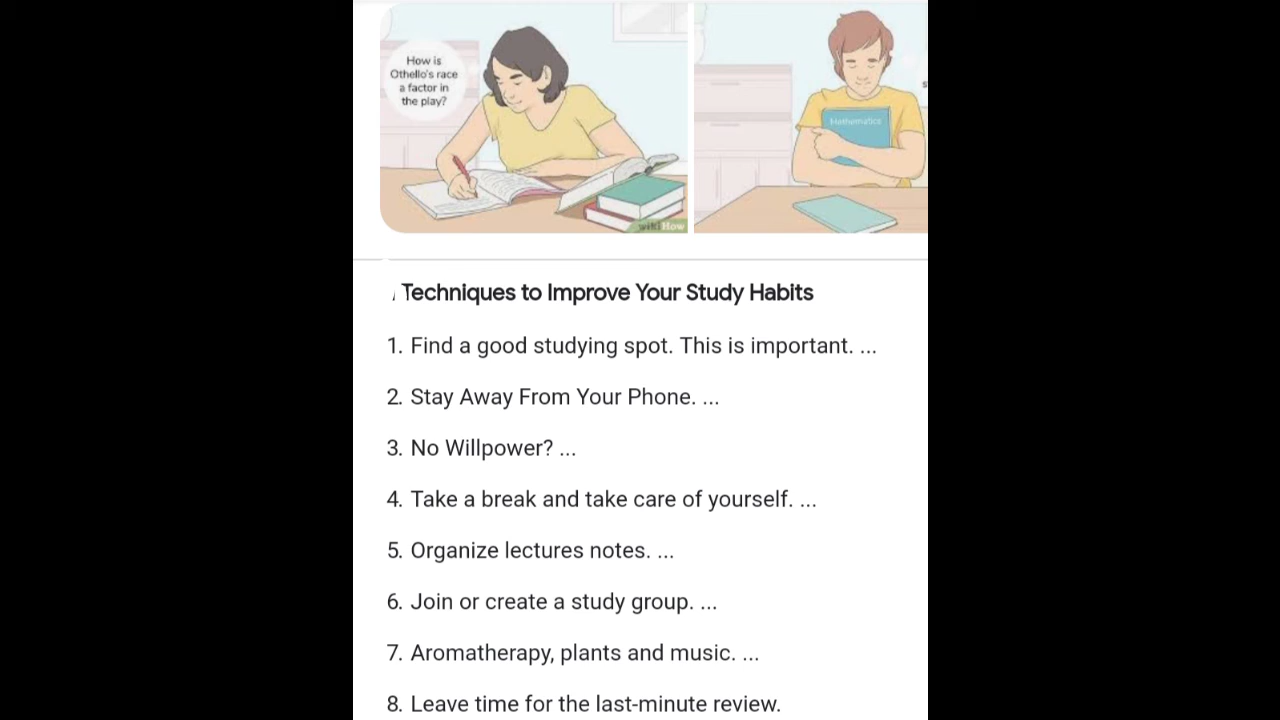 How is
Othello's race
a factor in
the play?
Mathematics
wikiHow
Techniques to Improve Your Study Habits
1. Find a good studying spot. This is important. ...
2. Stay Away From Your Phone. ...
3. No Willpower? ...
4. Take a break and take care of yourself. ...
5. Organize lectures notes. ...
6. Join or create a study group. ...
7. Aromatherapy, plants and music. ...
8. Leave time for the last-minute review.